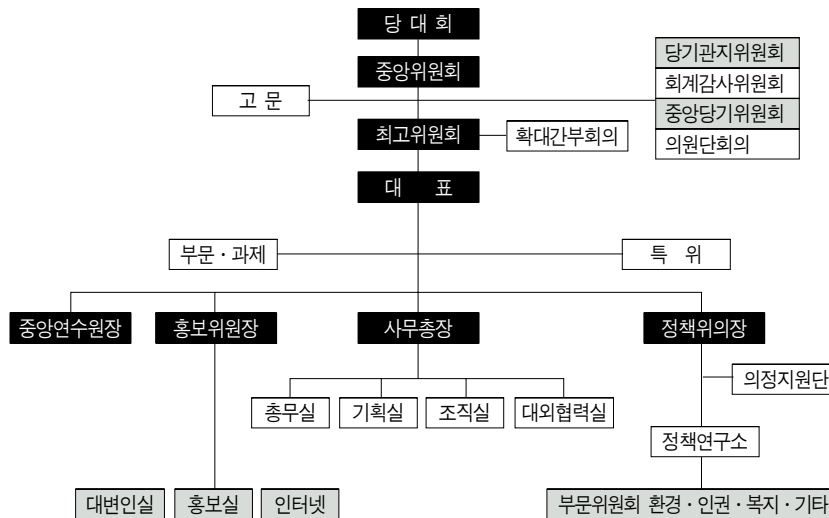 당 대 회
중앙위원회
고 문
당기관지위원회
회계감사위원회
중앙당기위원회
의원단회의
최고위원회
확대간부회의
대 표
부문 · 과제
특 위
중앙연수원장
홍보위원장
사무총장
정책위의장
의정지원단
총무실
기획실
조직실
대외협력실
정책연구소
대변인실
홍보실
인터넷
부문위원회 환경 · 인권 · 복지 · 기타